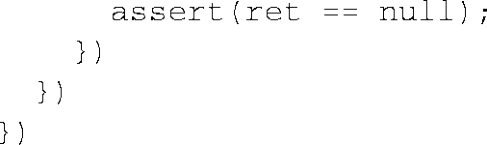 assert(ret == null);
    })
  })
})